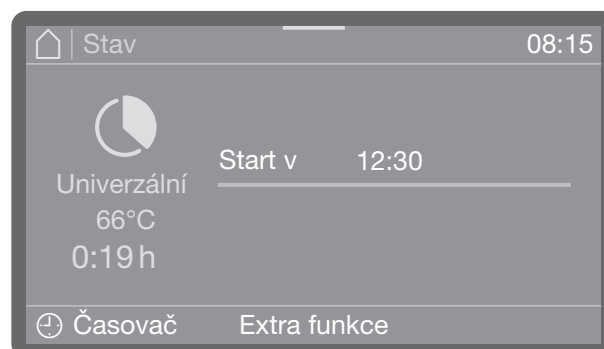 Stav 08:15
Start v 12:30
Univerzální
66°C
0:19 h
Časovač Extra funkce